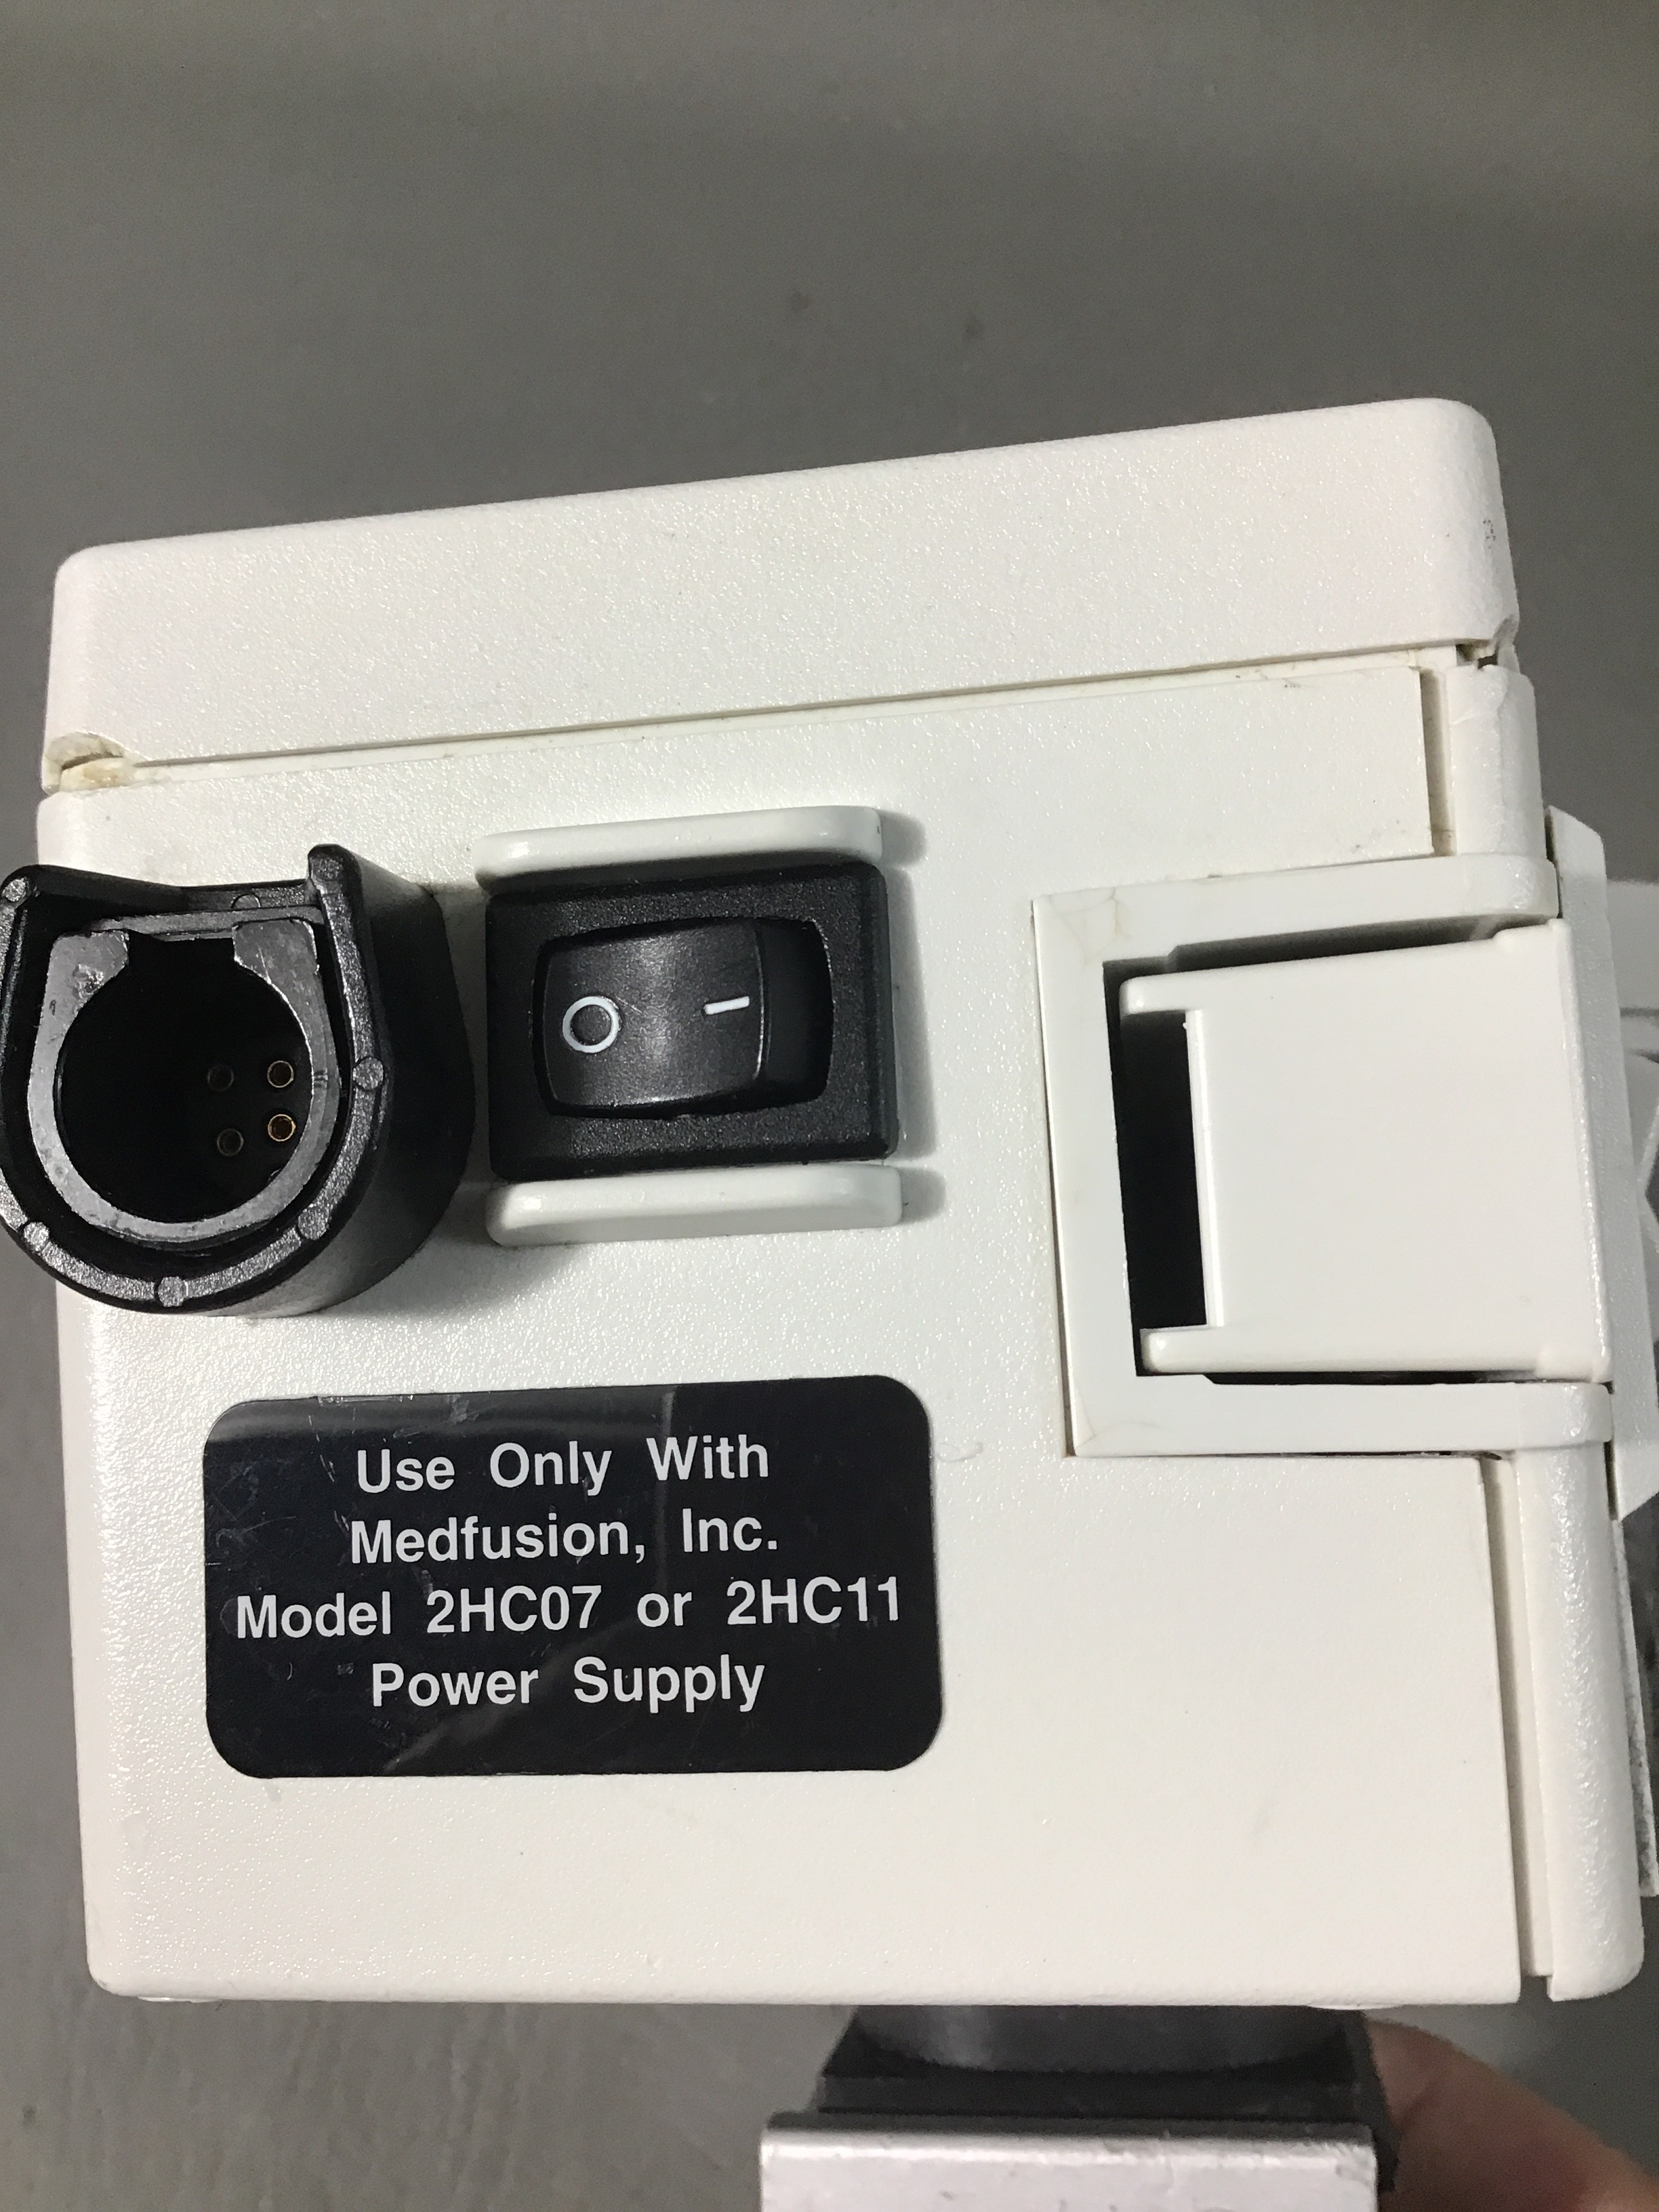 O I
Use Only With
Medfusion, Inc.
Model 2HC07 or 2HC11
Power Supply